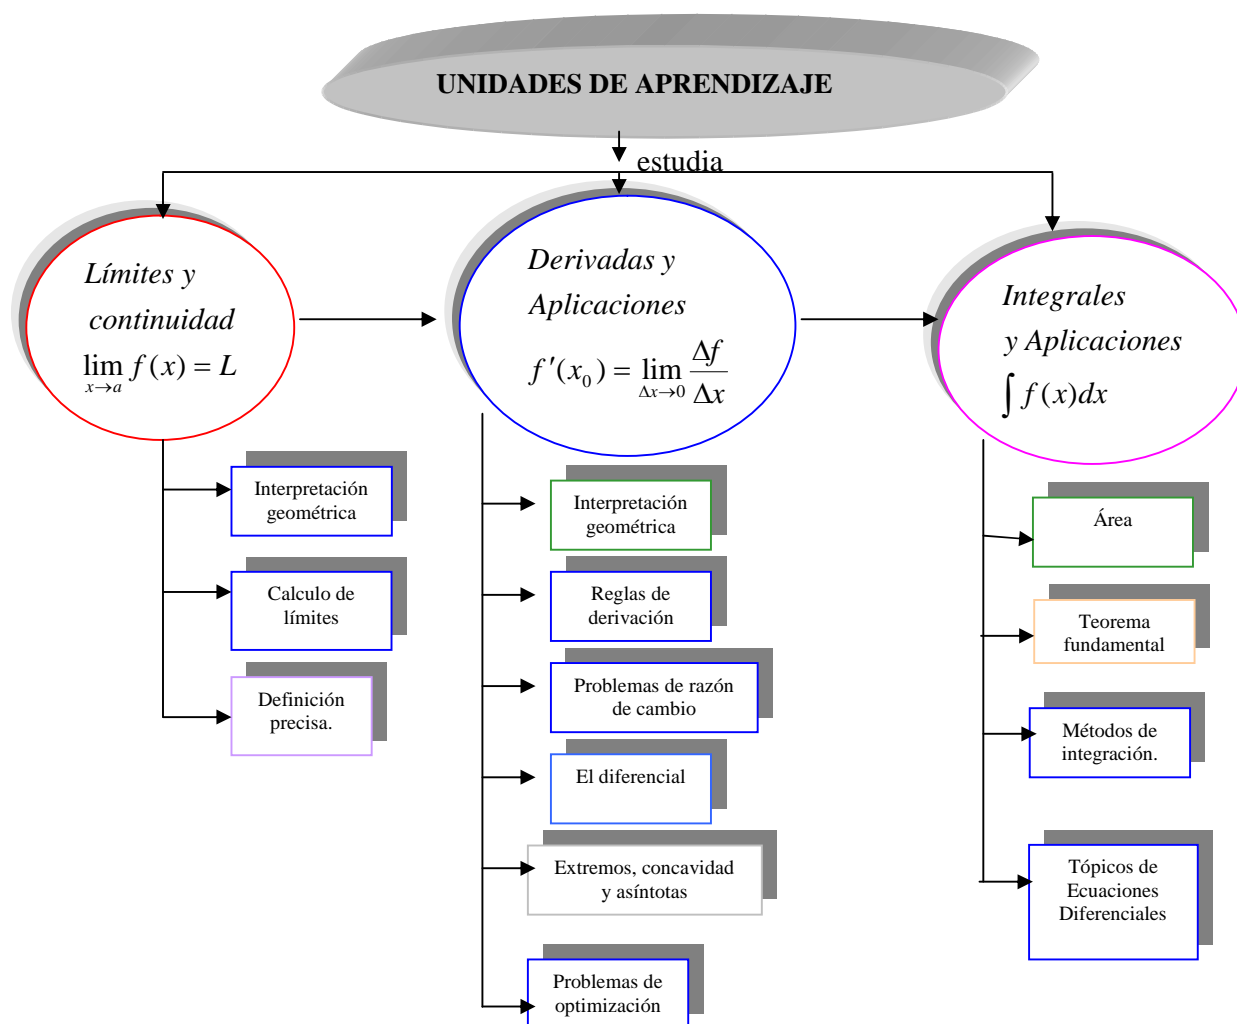 UNIDADES DE APRENDIZAJE
estudia
Límites y
continuidad
lim f(x) = L
x→a
Interpretación
geométrica
Calculo de
límites
Definición
precisa.
Derivadas y
Aplicaciones
f'(x₀) = lim Δf/Δx
Δx→0
Interpretación
geométrica
Reglas de
derivación
Problemas de razón
de cambio
El diferencial
Extremos, concavidad
y asíntotas
Problemas de
optimización
Integrales
y Aplicaciones
∫ f(x)dx
Área
Teorema
fundamental
Métodos de
integración.
Tópicos de
Ecuaciones
Diferenciales